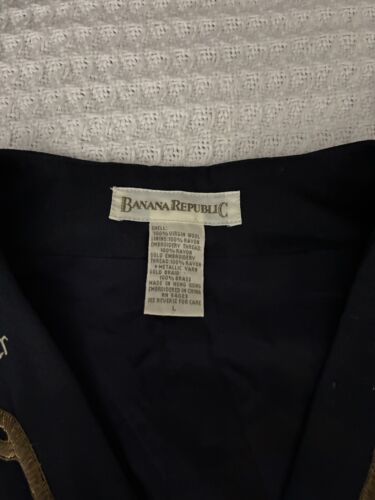 BANANA REPUBLIC
SHELL:
100% VIRGIN WOOL
LINING:100% RAYON
EMBROIDERY THREAD:
100% RAYON
GOLD EMBROIDERY
THREAD:100% RAYON
+ METALLIC YARN
GOLD BRAID
100% BRASS
MADE IN HONG KONG
EMBROIDERED IN CHINA
RN 54023
SEE REVERSE FOR CARE
L